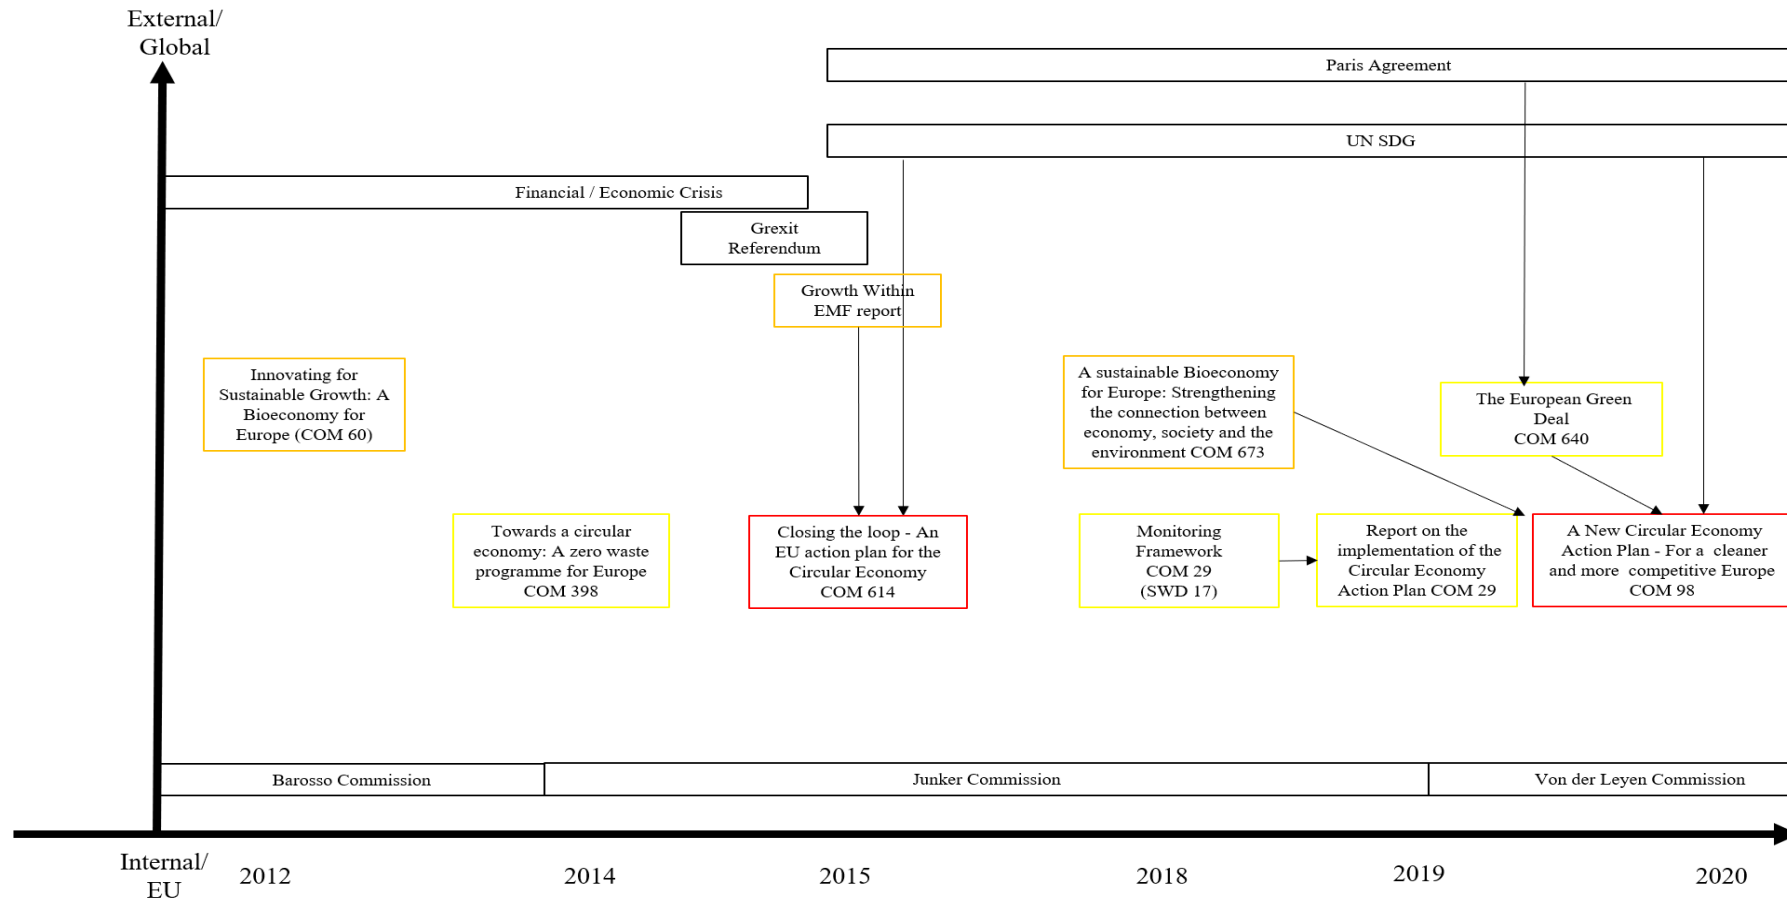 External/
Global
Paris Agreement
UN SDG
Financial / Economic Crisis
Grexit
Referendum
Growth Within
EMF report
Innovating for
Sustainable Growth: A
Bioeconomy for
Europe (COM 60)
A sustainable Bioeconomy
for Europe: Strengthening
the connection between
economy, society and the
environment COM 673
The European Green
Deal
COM 640
Towards a circular
economy: A zero waste
programme for Europe
COM 398
Closing the loop - An
EU action plan for the
Circular Economy
COM 614
Monitoring
Framework
COM 29
(SWD 17)
Report on the
implementation of the
Circular Economy
Action Plan COM 29
A New Circular Economy
Action Plan - For a cleaner
and more competitive Europe
COM 98
Barosso Commission
Junker Commission
Von der Leyen Commission
Internal/
EU
2012
2014
2015
2018
2019
2020